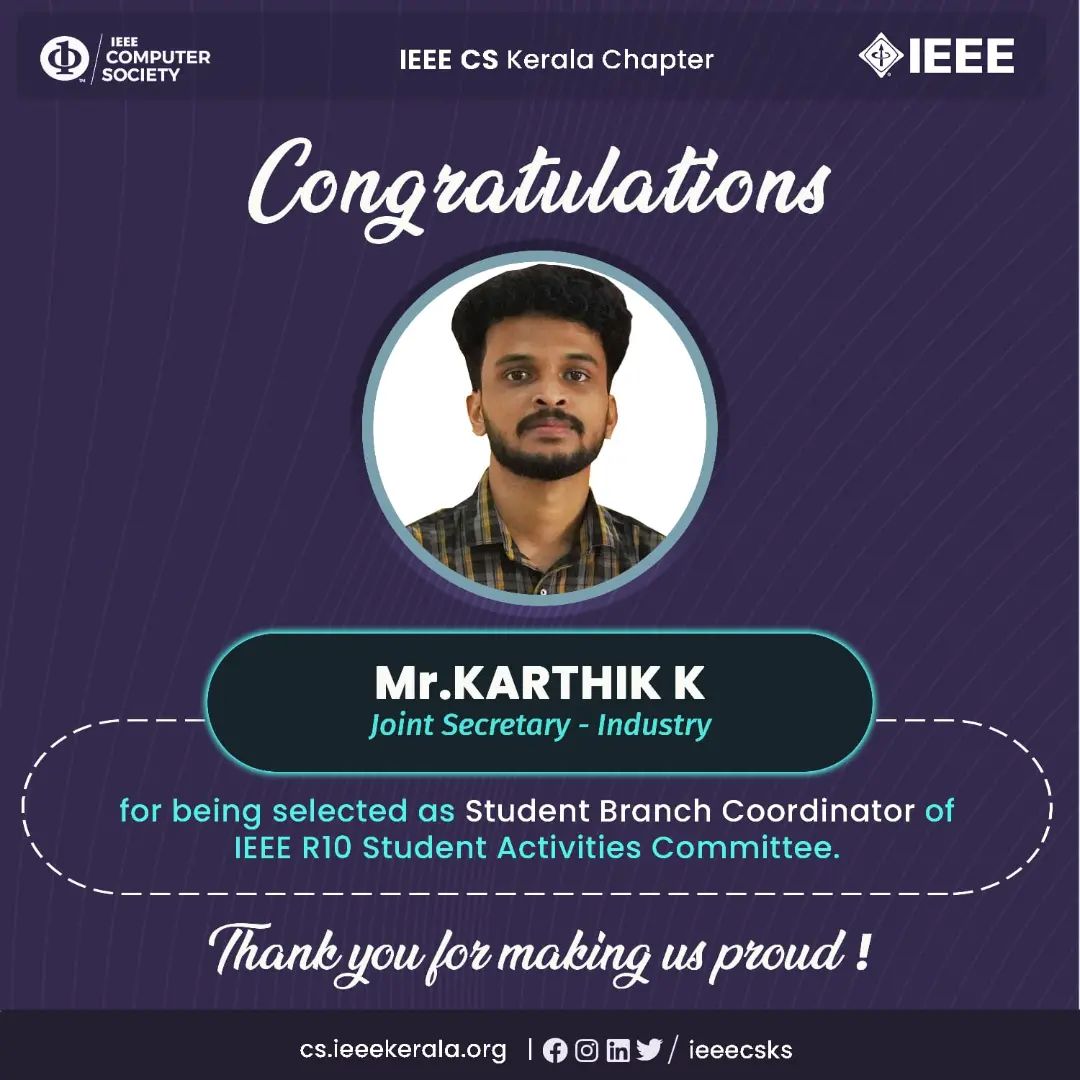 IEEE
COMPUTER
SOCIETY
IEEE CS Kerala Chapter
IEEE
Congratulations
Mr.KARTHIK K
Joint Secretary - Industry
for being selected as Student Branch Coordinator of
IEEE R10 Student Activities Committee.
Thank you for making us proud !
cs.ieeekerala.org | / ieeecsks